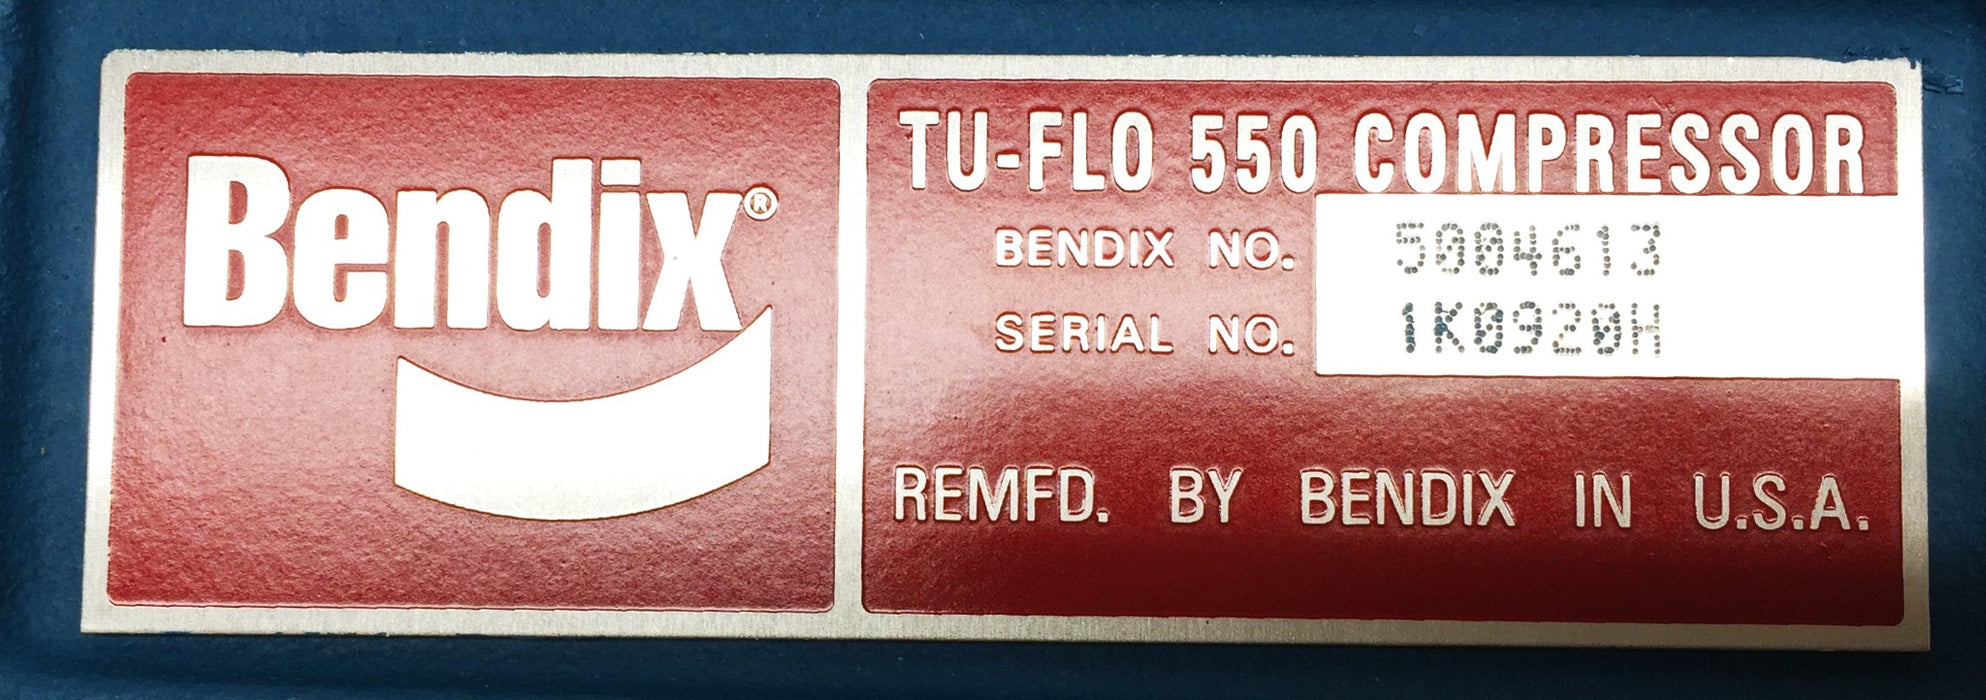 Bendix®
TU-FLO 550 COMPRESSOR
BENDIX NO. 5004613
SERIAL NO. 1K0920H
REMFD. BY BENDIX IN U.S.A.